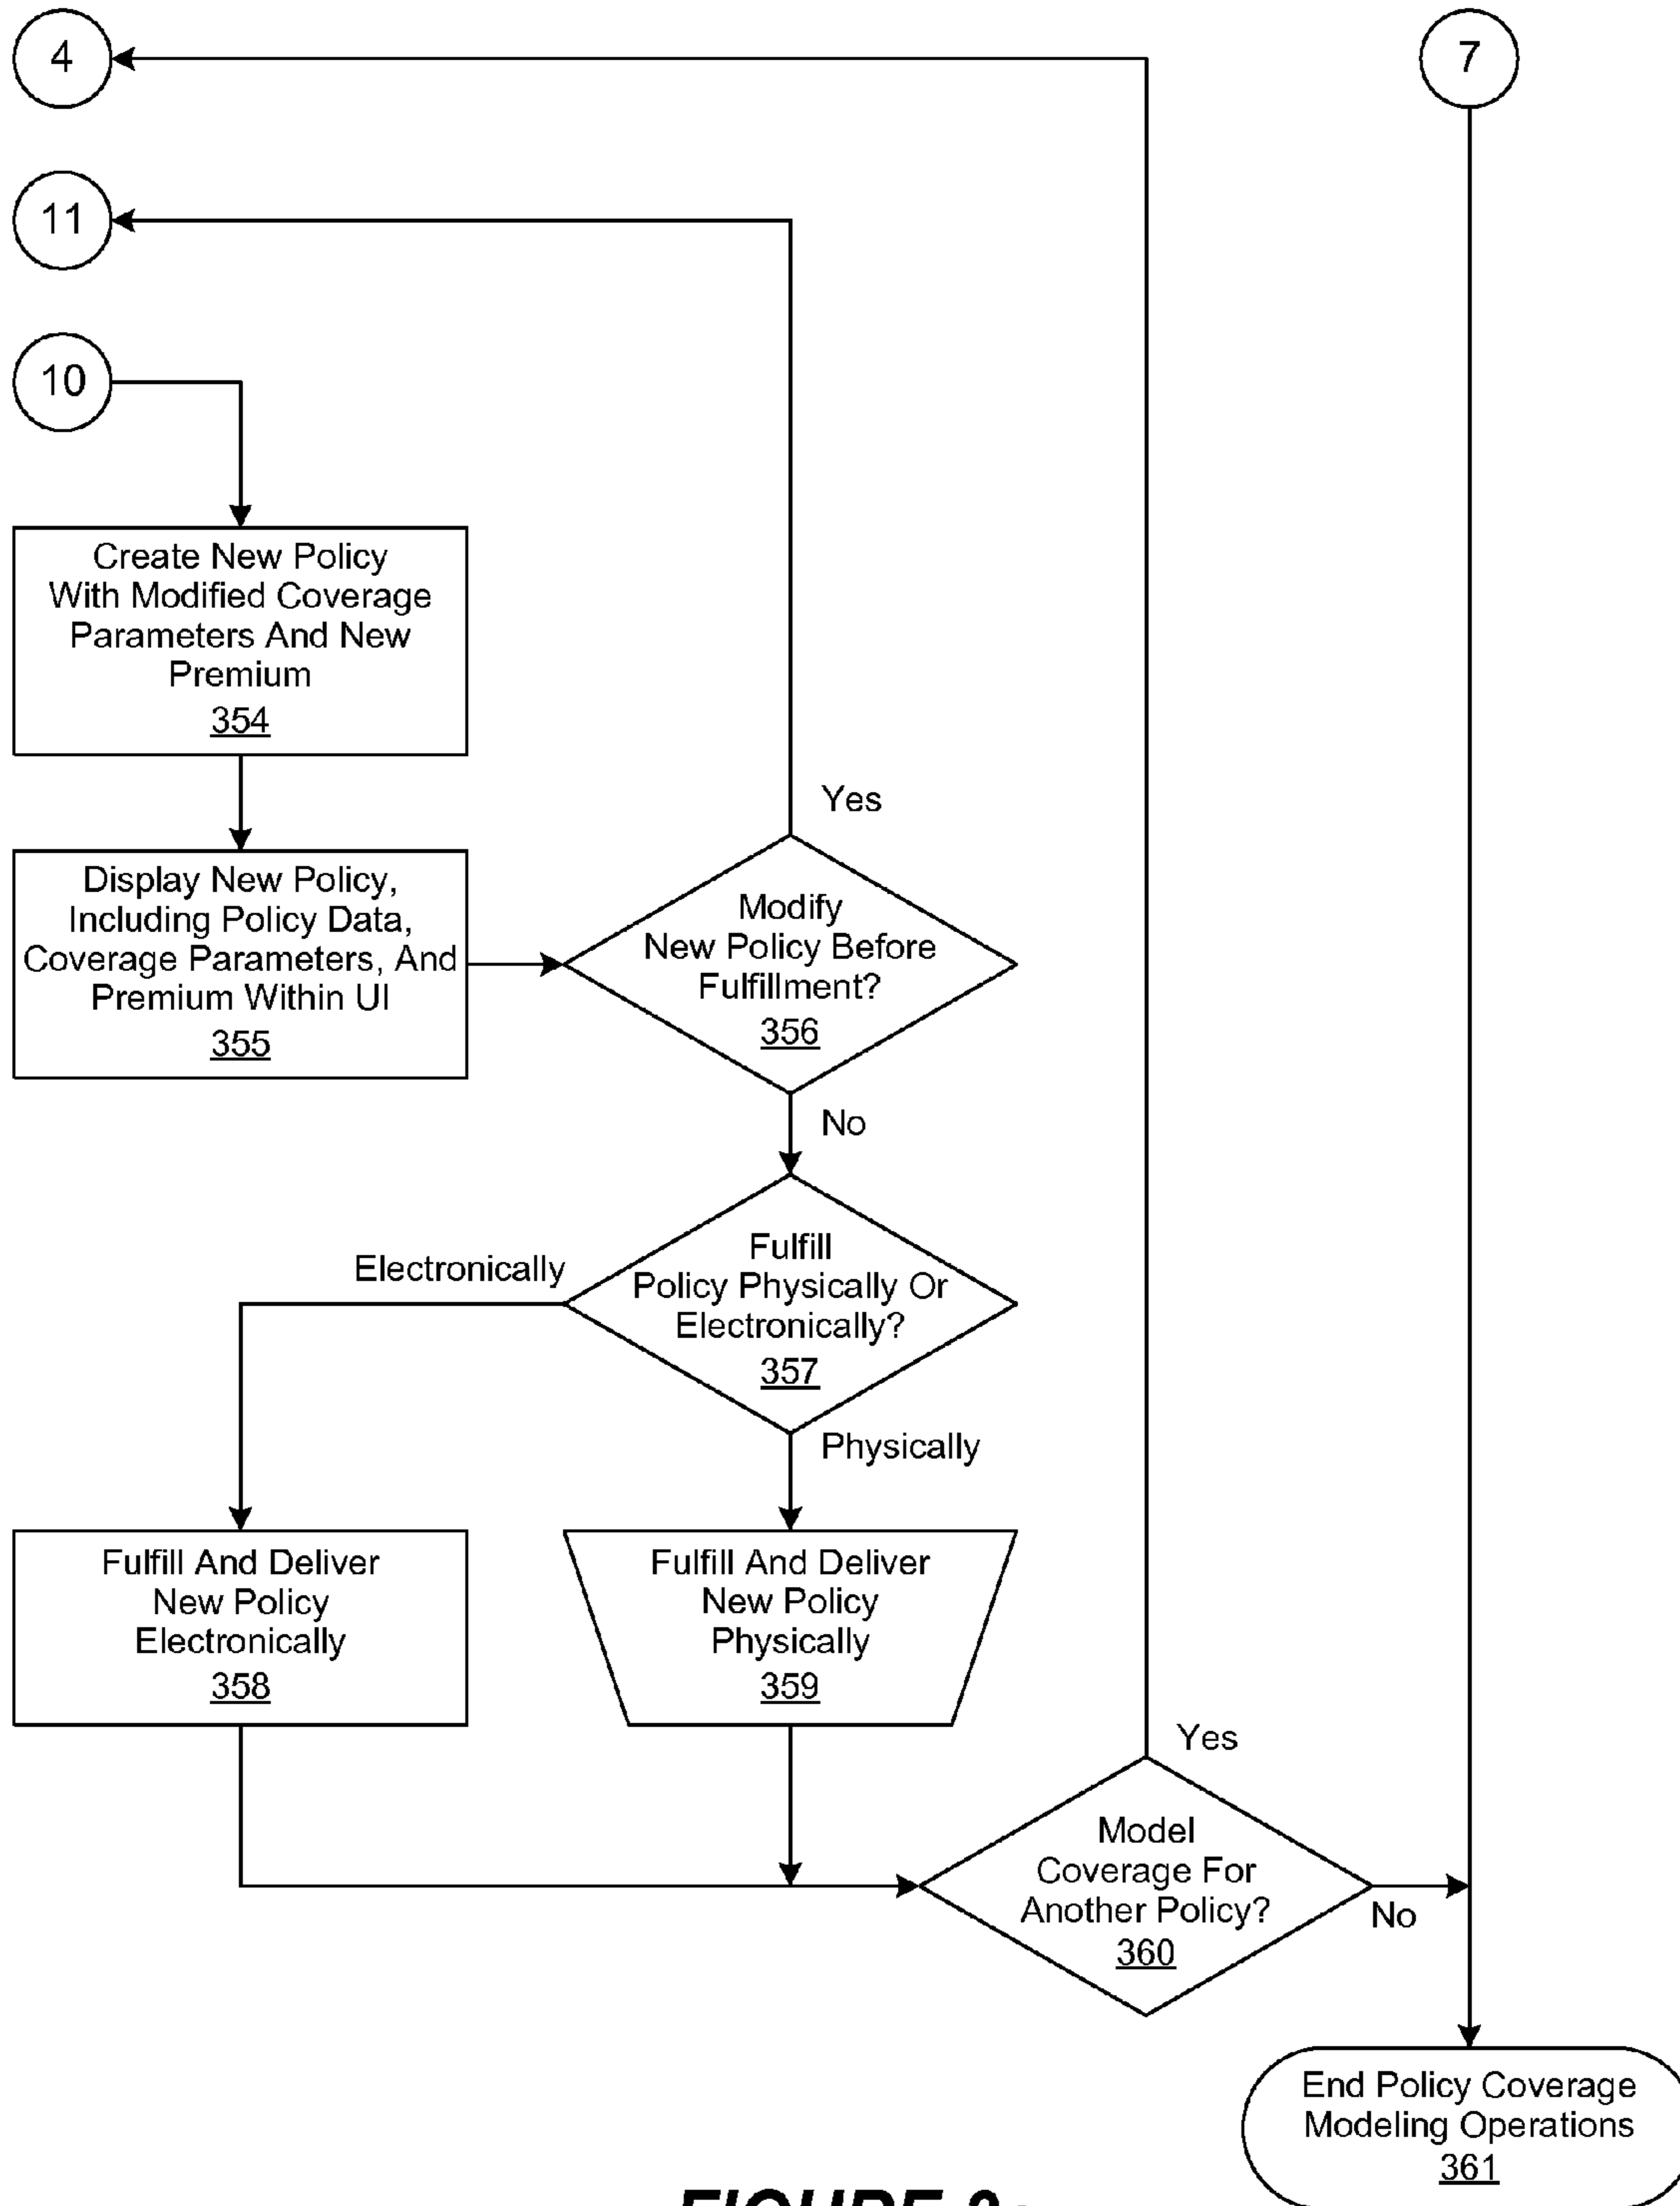 4
7
11
10
Create New Policy
With Modified Coverage
Parameters And New
Premium
354
Yes
Display New Policy,
Including Policy Data,
Coverage Parameters, And
Premium Within UI
355
Modify
New Policy Before
Fulfillment?
356
No
Fulfill
Policy Physically Or
Electronically?
357
Electronically
Physically
Fulfill And Deliver
New Policy
Electronically
358
Fulfill And Deliver
New Policy
Physically
359
Yes
Model
Coverage For
Another Policy?
360
No
End Policy Coverage
Modeling Operations
361
FIGURE